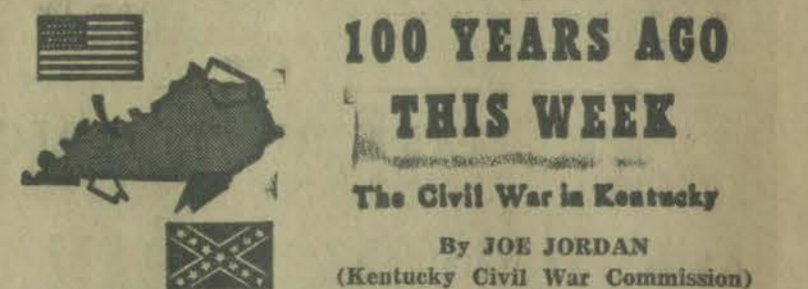 100 YEARS AGO
THIS WEEK
The Civil War in Kentucky
By JOE JORDAN
(Kentucky Civil War Commission)